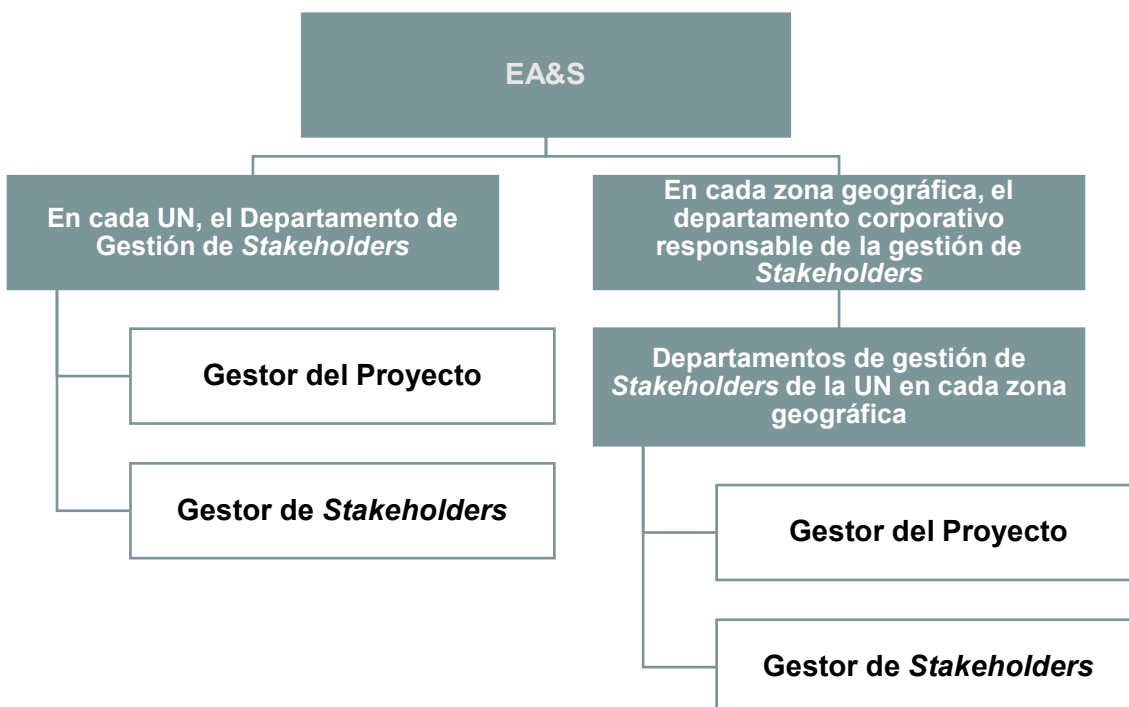 EA&S
En cada UN, el Departamento de
Gestión de Stakeholders
En cada zona geográfica, el
departamento corporativo
responsable de la gestión de
Stakeholders
Gestor del Proyecto
Departamentos de gestión de
Stakeholders de la UN en cada zona
geográfica
Gestor de Stakeholders
Gestor del Proyecto
Gestor de Stakeholders